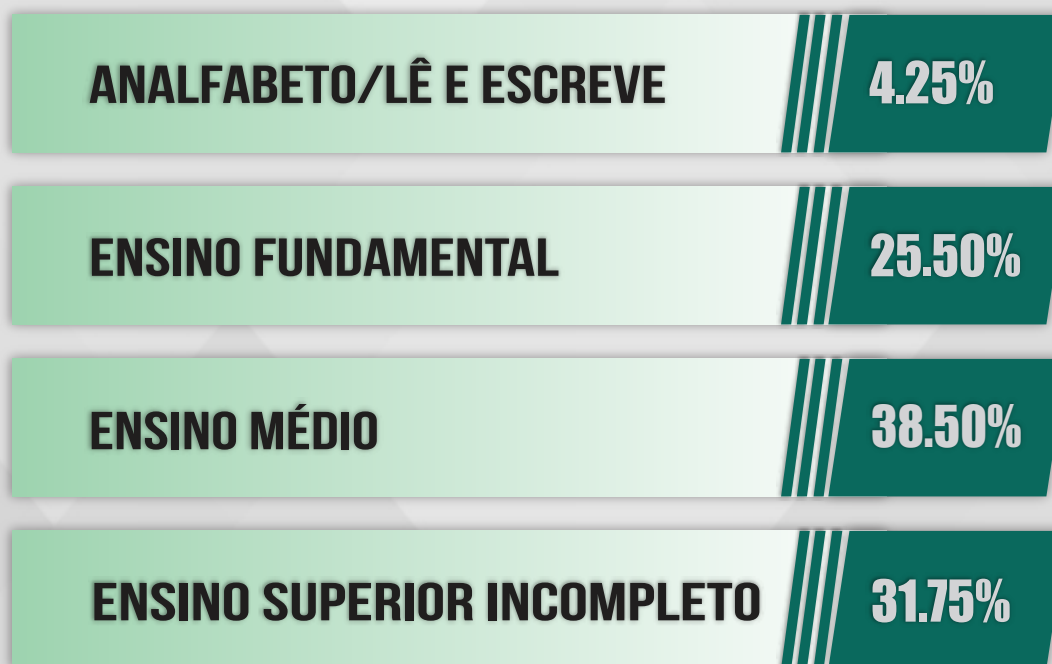 ANALFABETO/LÊ E ESCREVE 4.25%
ENSINO FUNDAMENTAL 25.50%
ENSINO MÉDIO 38.50%
ENSINO SUPERIOR INCOMPLETO 31.75%